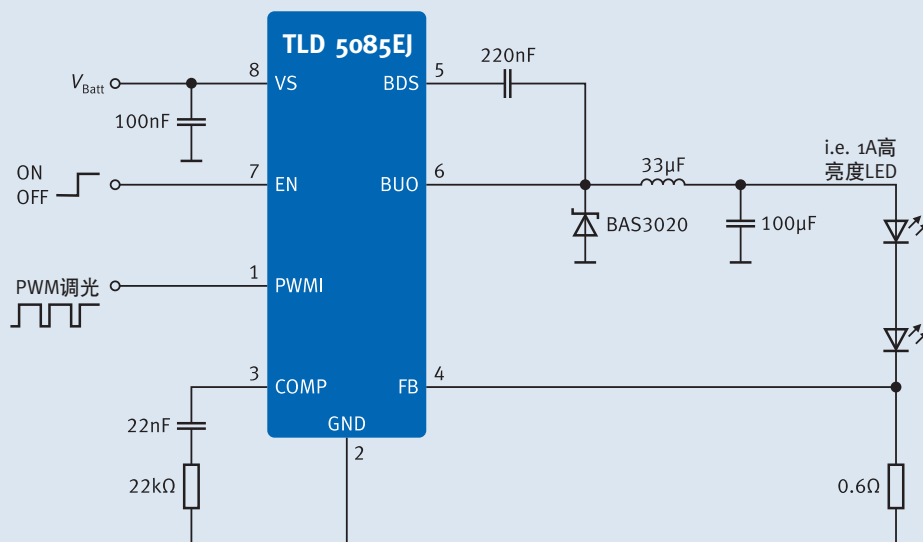 TLD 5085EJ
V Batt
8
VS
BDS
5
220nF
100nF
ON
OFF
7
EN
BUO
6
33µF
i.e. 1A高
亮度LED
BAS3020
100µF
PWM调光
1
PWMI
3
COMP
FB
4
22nF
GND
2
22kΩ
0.6Ω